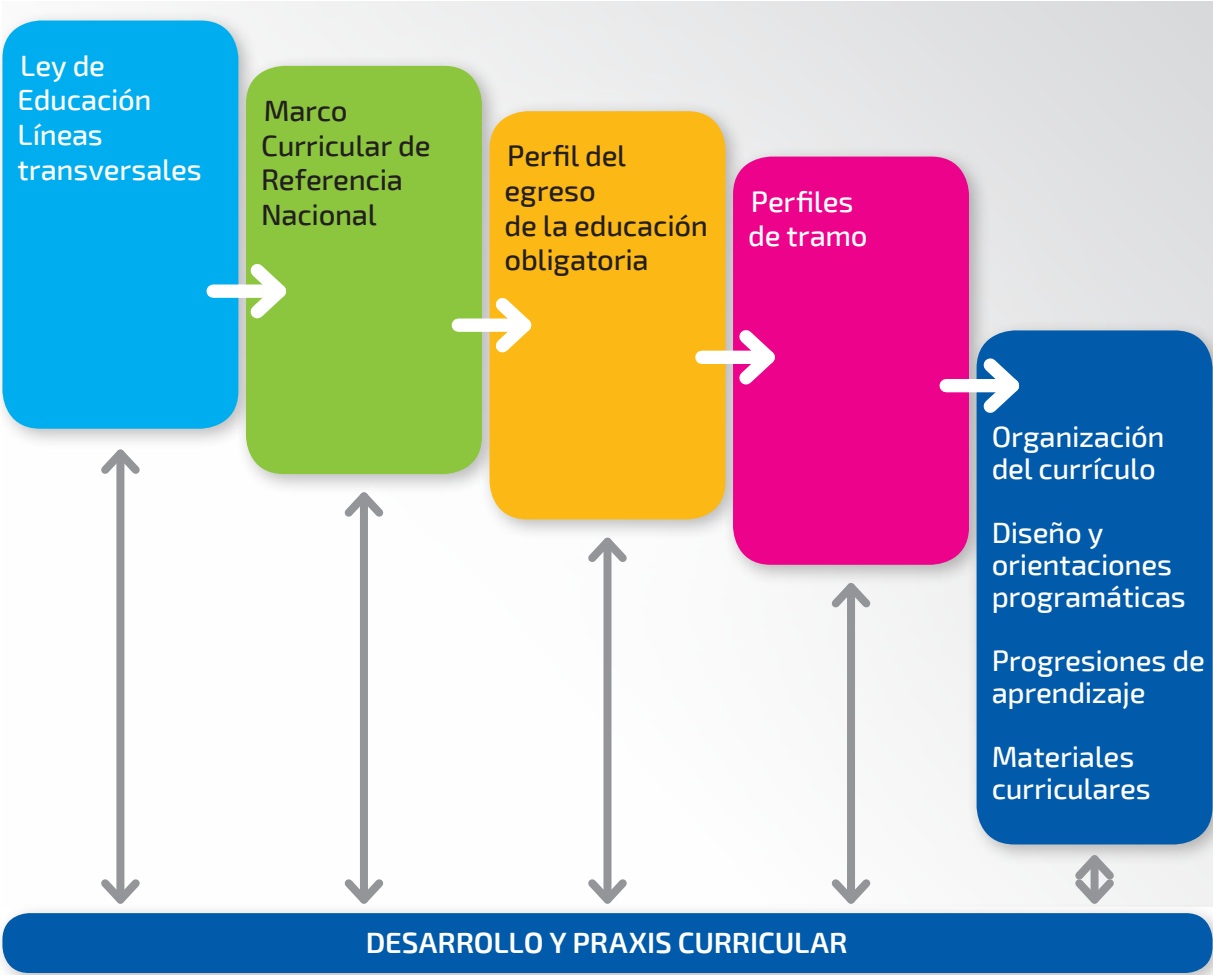 Ley de
Educación
Líneas
transversales
Marco
Curricular de
Referencia
Nacional
Perfil del
egreso
de la educación
obligatoria
Perfiles
de tramo
Organización
del currículo
Diseño y
orientaciones
programáticas
Progresiones de
aprendizaje
Materiales
curriculares
DESARROLLO Y PRAXIS CURRICULAR